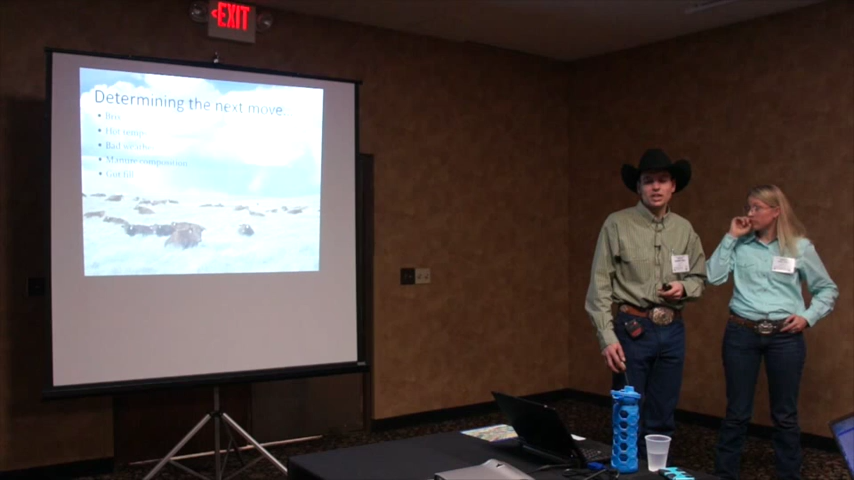 EXIT
Determining the next move...
• Hot temp
• Bad weather
• Manure composition
• Gut fill